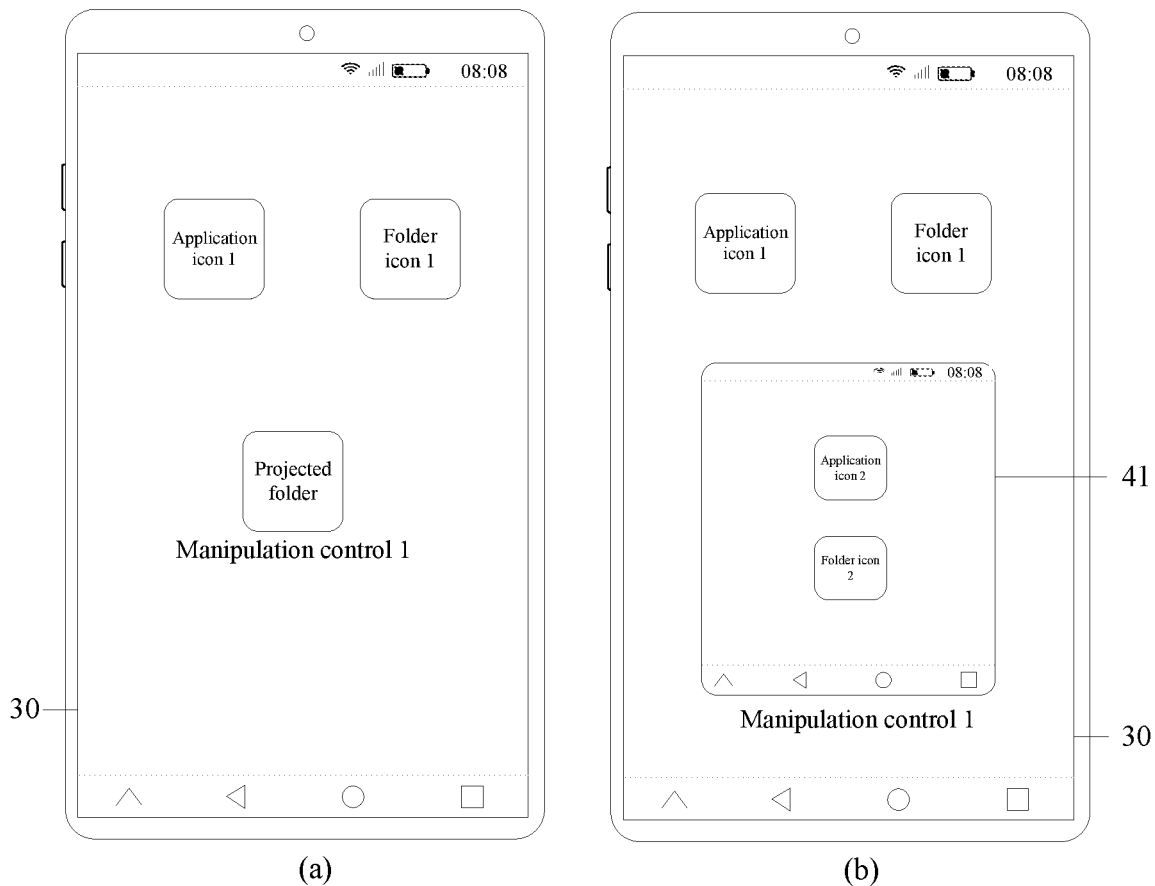 08:08
Application
icon 1
Folder
icon 1
Projected
folder
Manipulation control 1
30
(a)
08:08
Application
icon 1
Folder
icon 1
08:08
Application
icon 2
Folder icon
2
41
Manipulation control 1
30
(b)